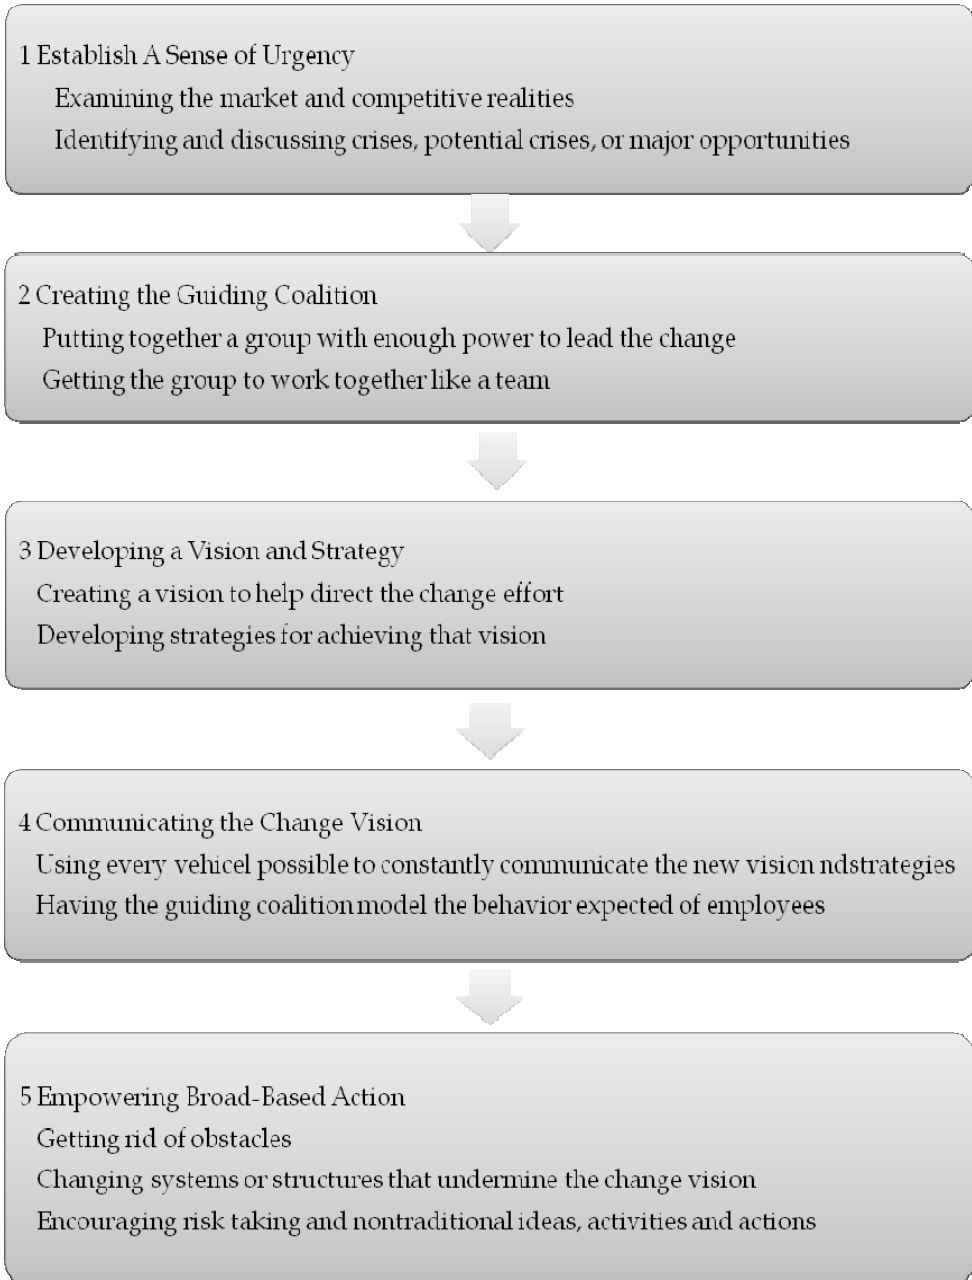 1 Establish A Sense of Urgency
Examining the market and competitive realities
Identifying and discussing crises, potential crises, or major opportunities
2 Creating the Guiding Coalition
Putting together a group with enough power to lead the change
Getting the group to work together like a team
3 Developing a Vision and Strategy
Creating a vision to help direct the change effort
Developing strategies for achieving that vision
4 Communicating the Change Vision
Using every vehicel possible to constantly communicate the new vision ndstrategies
Having the guiding coalition model the behavior expected of employees
5 Empowering Broad-Based Action
Getting rid of obstacles
Changing systems or structures that undermine the change vision
Encouraging risk taking and nontraditional ideas, activities and actions